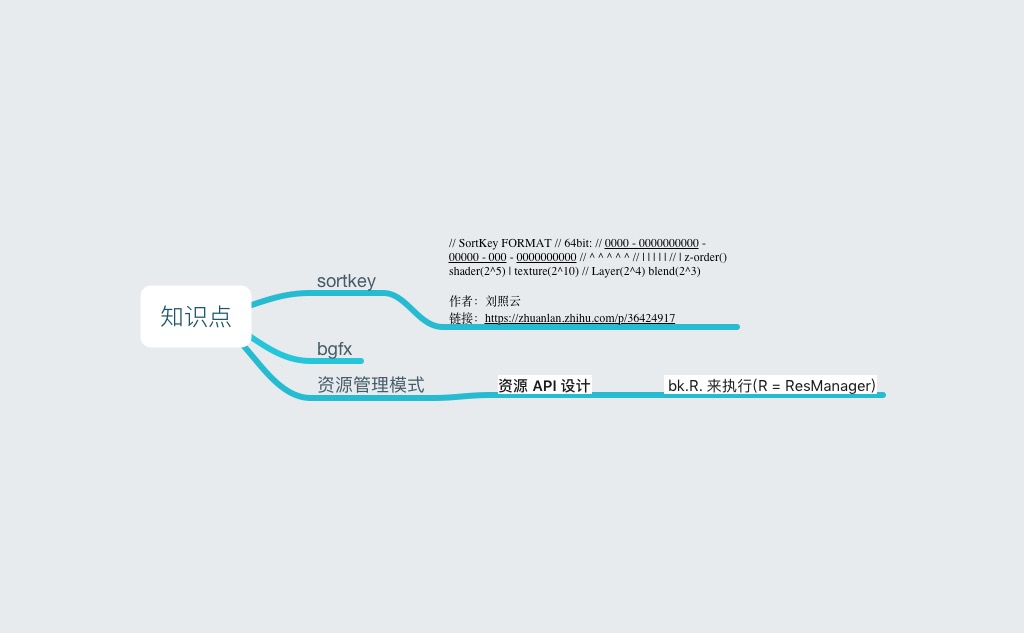 知识点
sortkey
// SortKey FORMAT // 64bit: // 0000 - 0000000000 -
00000 - 000 - 0000000000 // ^ ^ ^ ^ ^ // | | | | | // | z-order()
shader(2^5) | texture(2^10) // Layer(2^4) blend(2^3)
作者：刘照云
链接：https://zhuanlan.zhihu.com/p/36424917
bgfx
资源管理模式
资源 API 设计
bk.R. 来执行(R = ResManager)